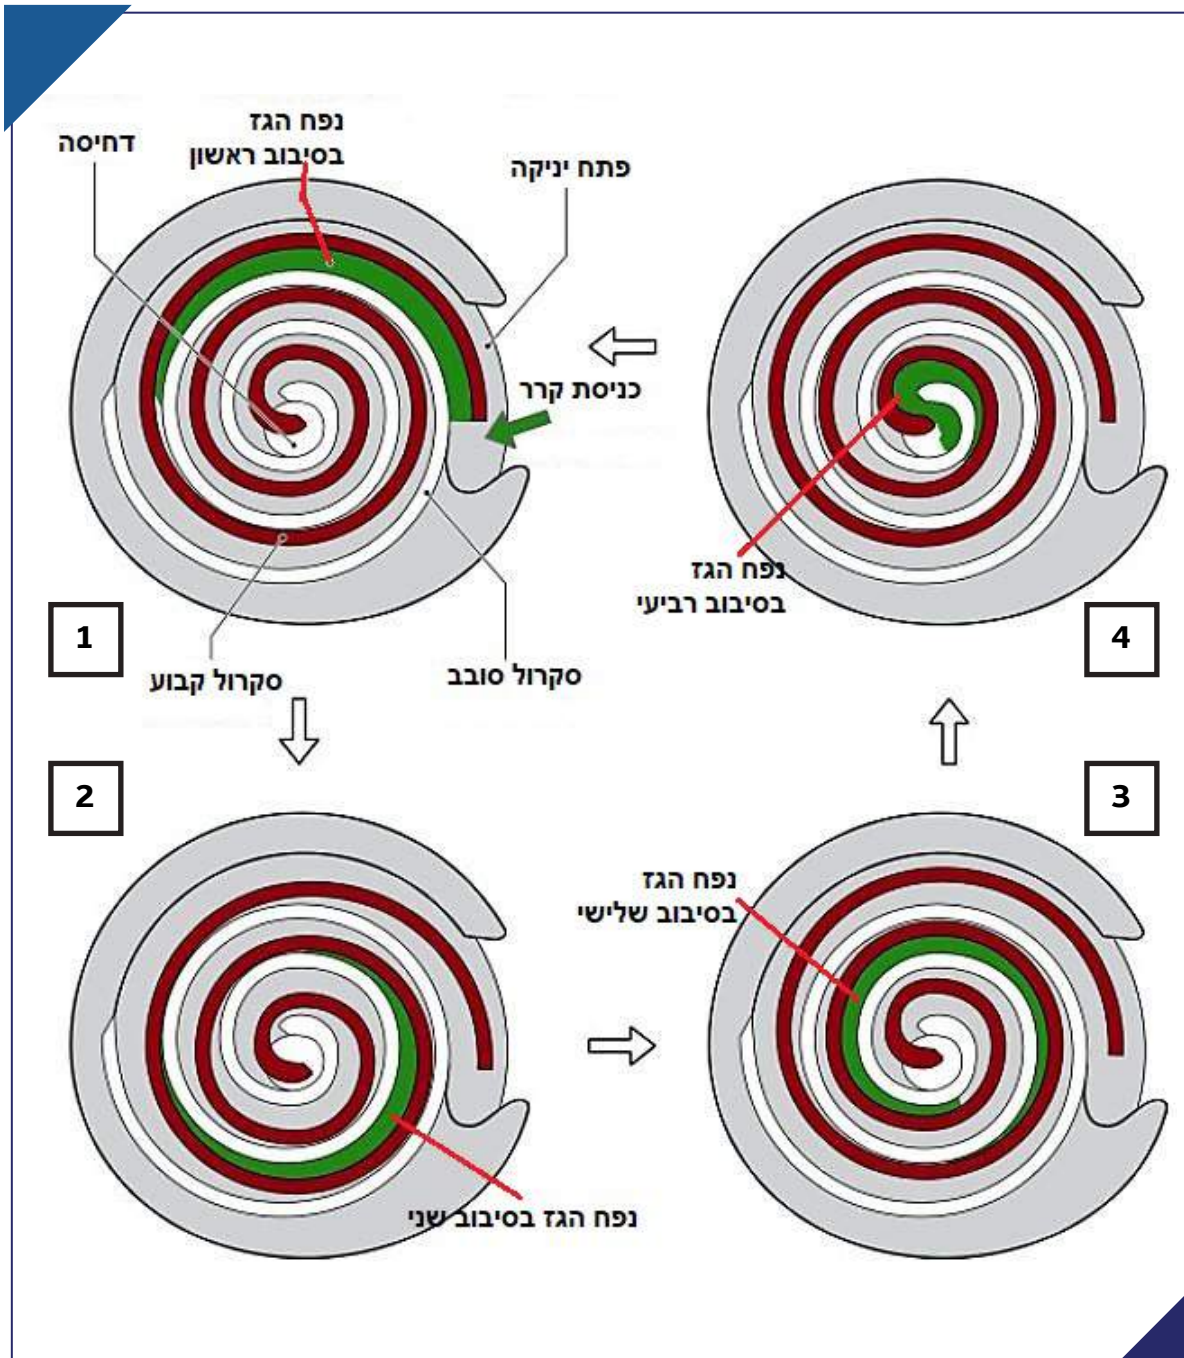 נפח הגז
בסיבוב ראשון
דחיסה
פתח יניקה
כניסת קרר
סקרול סובב
סקרול קבוע
1
2
נפח הגז בסיבוב שני
3
נפח הגז
בסיבוב שלישי
4
נפח הגז
בסיבוב רביעי